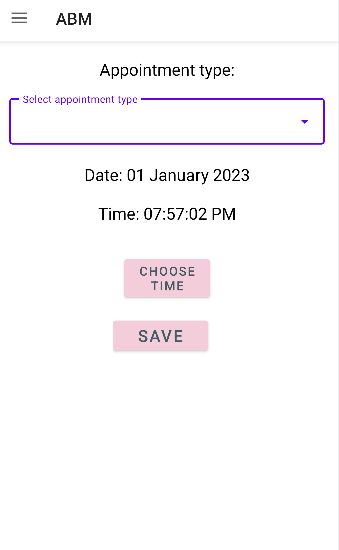 ABM
Appointment type:
Select appointment type
Date: 01 January 2023
Time: 07:57:02 PM
CHOOSE
TIME
SAVE